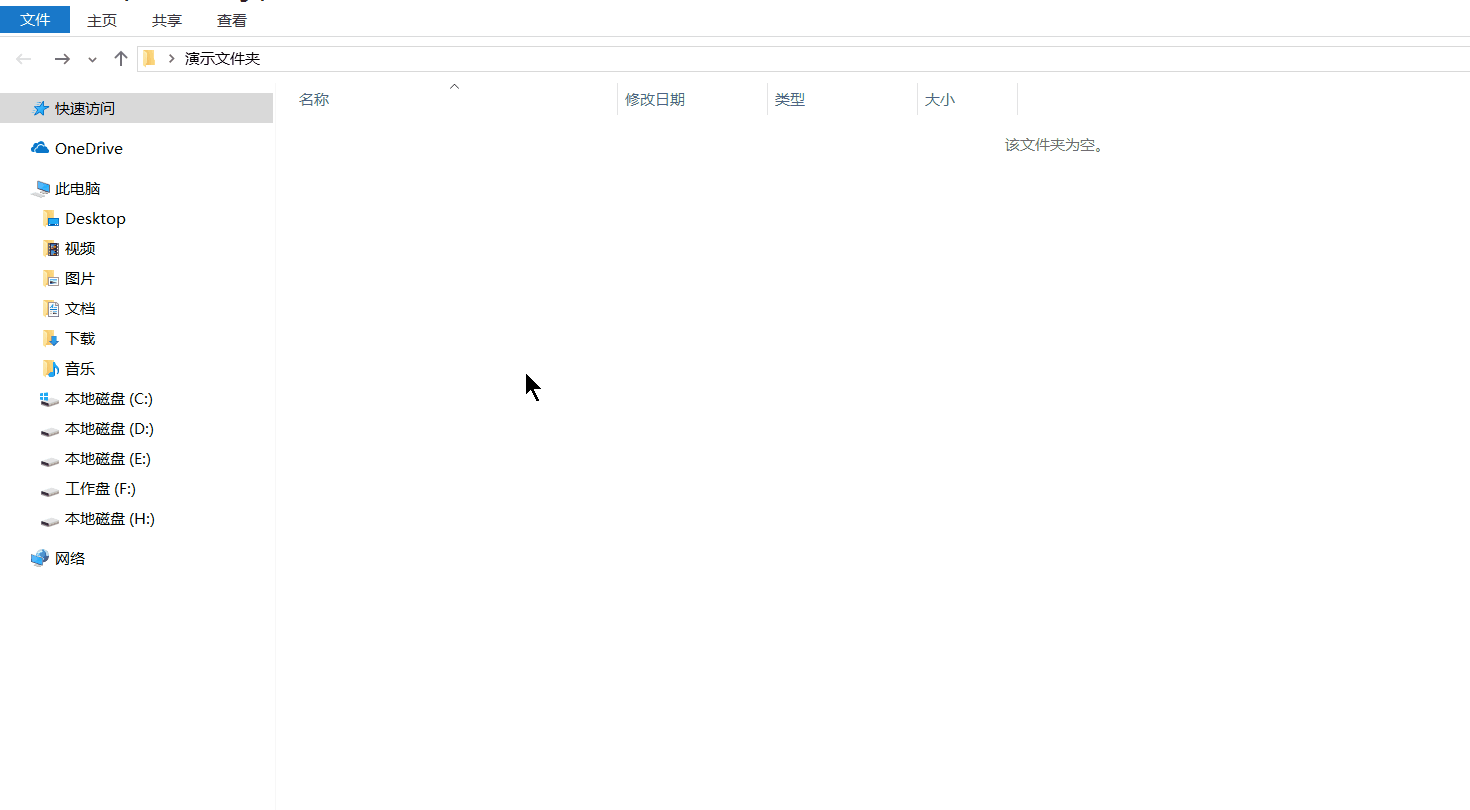 文件 主页 共享 查看
演示文件夹
名称 修改日期 类型 大小
该文件夹为空。
快速访问
OneDrive
此电脑
Desktop
视频
图片
文档
下载
音乐
本地磁盘 (C:)
本地磁盘 (D:)
本地磁盘 (E:)
工作盘 (F:)
本地磁盘 (H:)
网络